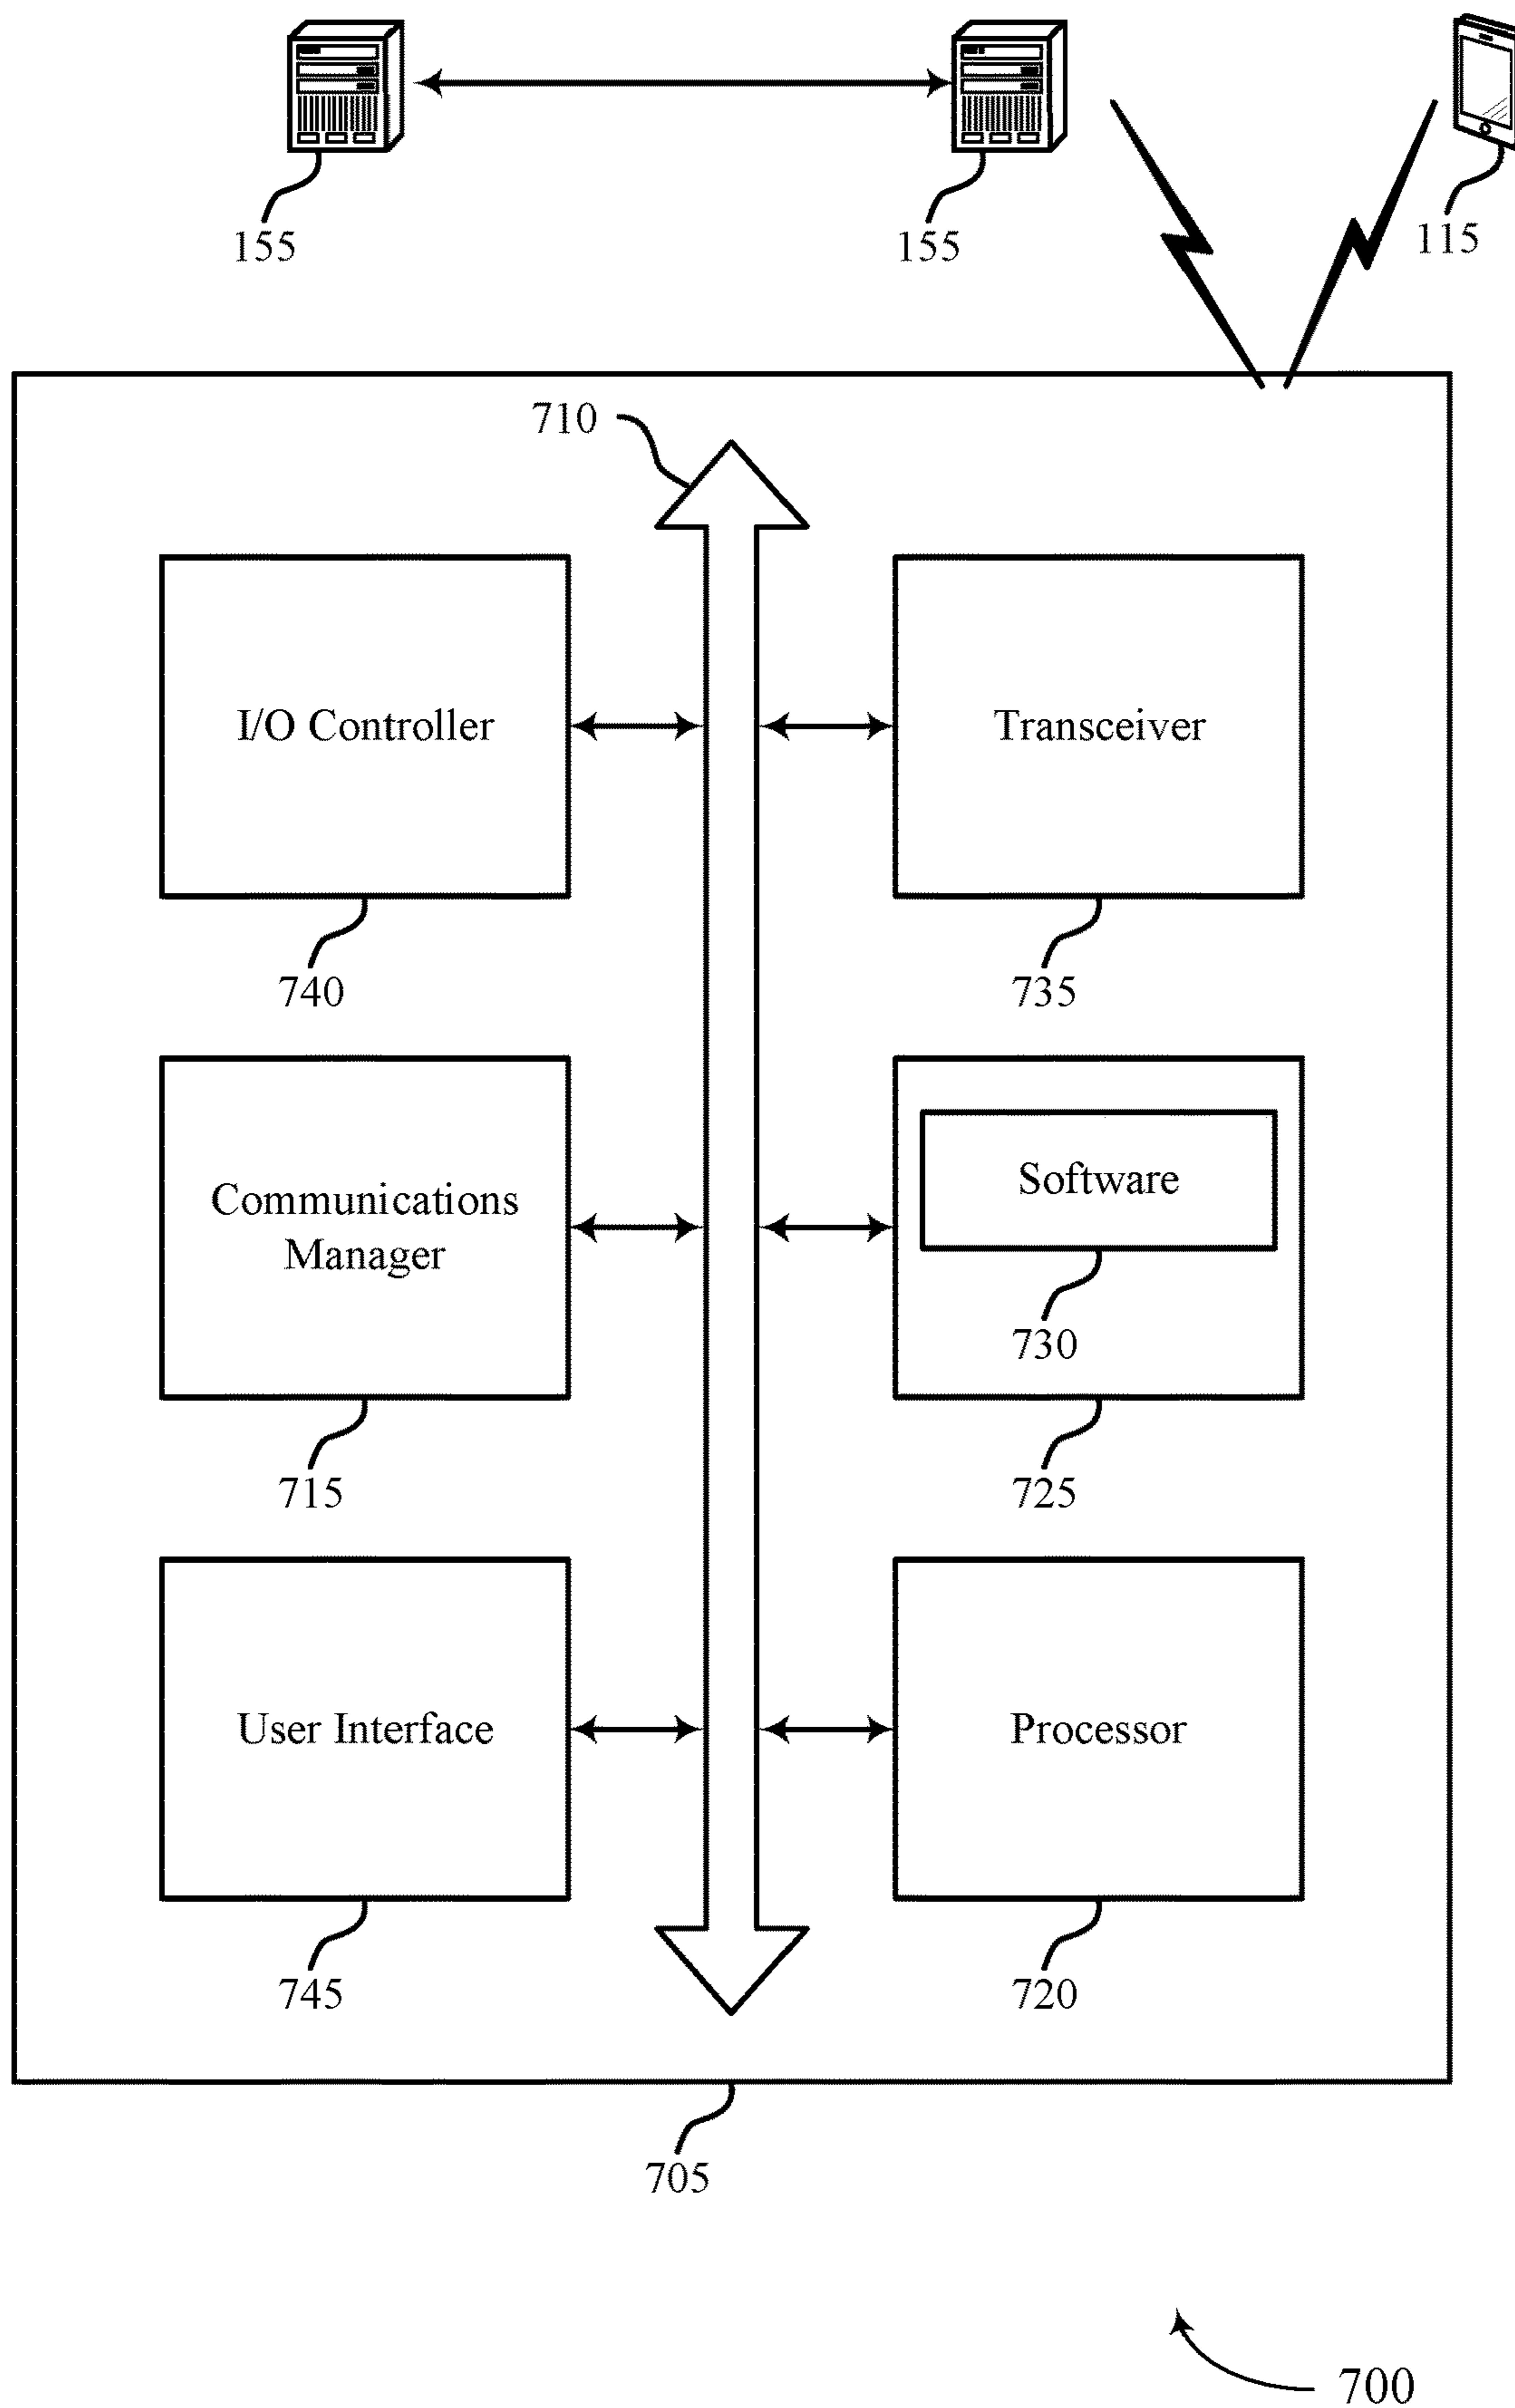 155
155
115
710
I/O Controller
Transceiver
740
735
Communications
Manager
Software
730
715
725
User Interface
Processor
745
720
705
700